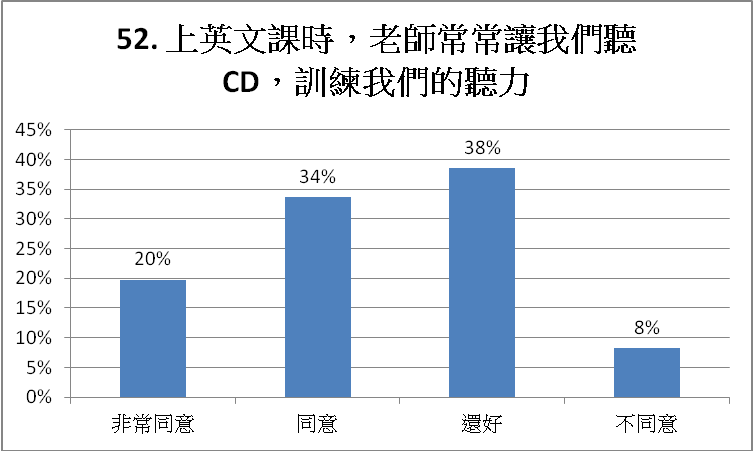 52. 上英文課時，老師常常讓我們聽
CD，訓練我們的聽力
45%
40%
35%
30%
25%
20%
15%
10%
5%
0%
20%
34%
38%
8%
非常同意
同意
還好
不同意